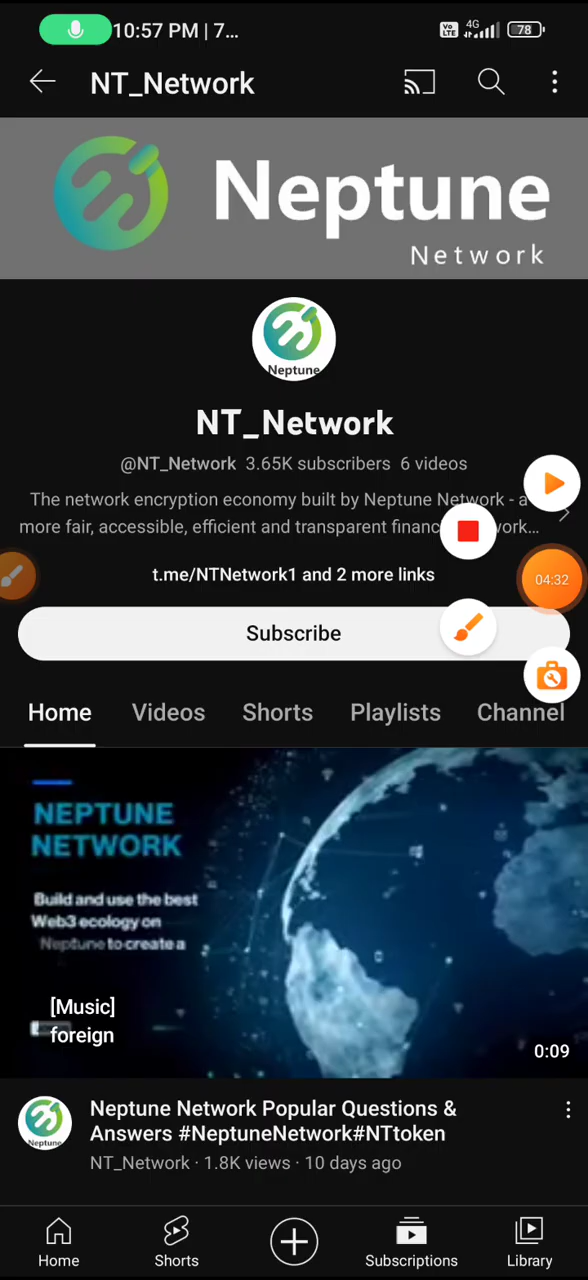 10:57 PM | 7...
Vo LTE
4G
78
NT_Network
Neptune
Network
Neptune
NT_Network
@NT_Network 3.65K subscribers 6 videos
The network encryption economy built by Neptune Network - a
more fair, accessible, efficient and transparent financ
t.me/NTNetwork1 and 2 more links
04:32
Subscribe
Home Videos Shorts Playlists Channel
NEPTUNE
NETWORK
Build and use the best
Web3 ecology on
Neptune to create a
[Music]
foreign
0:09
Neptune Network Popular Questions &
Answers #NeptuneNetwork#NTtoken
Neptune
NT_Network · 1.8K views · 10 days ago
Home Shorts Subscriptions Library